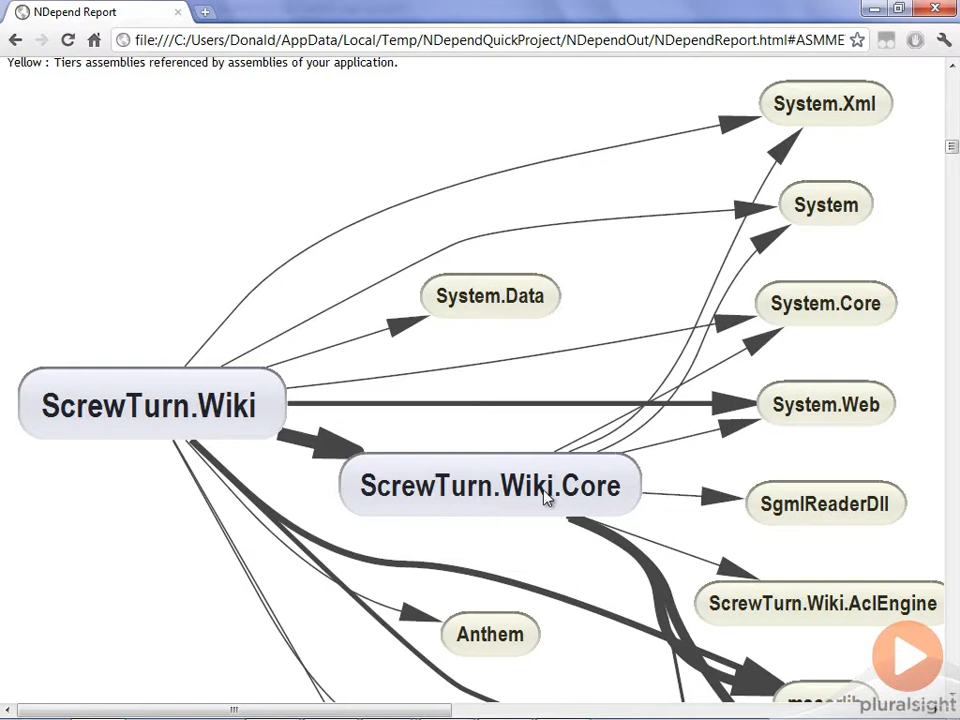 NDepend Report
file:///C:/Users/Donald/AppData/Local/Temp/NDependQuickProject/NDependOut/NDependReport.html#ASMME
Yellow : Tiers assemblies referenced by assemblies of your application.
System.Xml
System
System.Data
System.Core
ScrewTurn.Wiki
System.Web
ScrewTurn.Wiki.Core
SgmlReaderDll
ScrewTurn.Wiki.AclEngine
Anthem
pluralsight